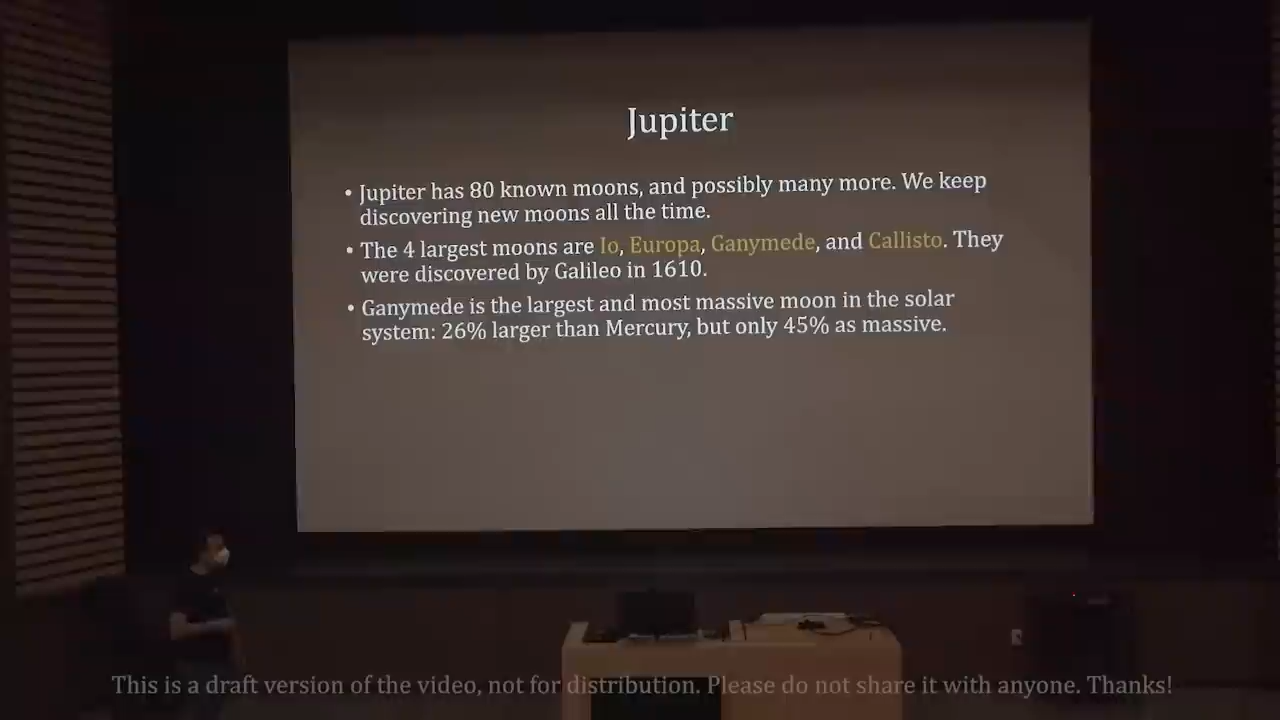 Jupiter
• Jupiter has 80 known moons, and possibly many more. We keep
discovering new moons all the time.
• The 4 largest moons are Io, Europa, Ganymede, and Callisto. They
were discovered by Galileo in 1610.
• Ganymede is the largest and most massive moon in the solar
system: 26% larger than Mercury, but only 45% as massive.
This is a draft version of the video, not for distribution. Please do not share it with anyone. Thanks!